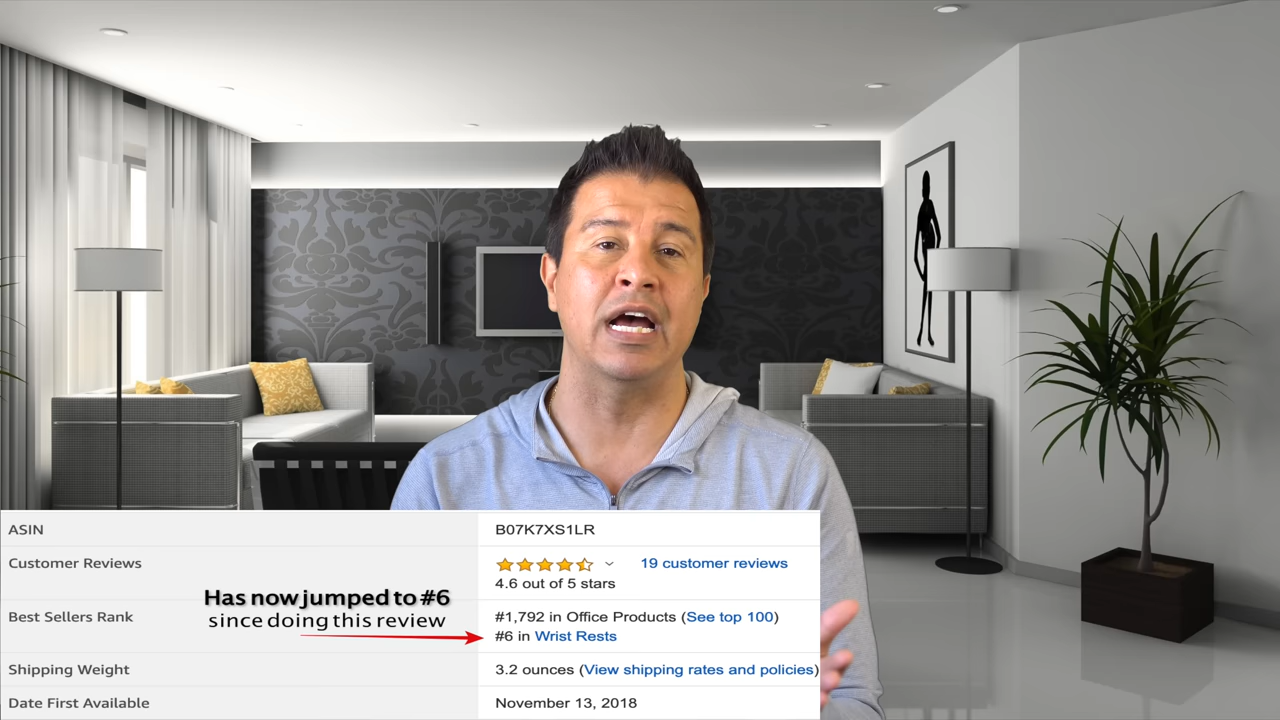 ASIN
B07K7XS1LR
Customer Reviews
19 customer reviews
4.6 out of 5 stars
Has now jumped to #6
since doing this review
Best Sellers Rank
#1,792 in Office Products (See top 100)
#6 in Wrist Rests
Shipping Weight
3.2 ounces (View shipping rates and policies)
Date First Available
November 13, 2018